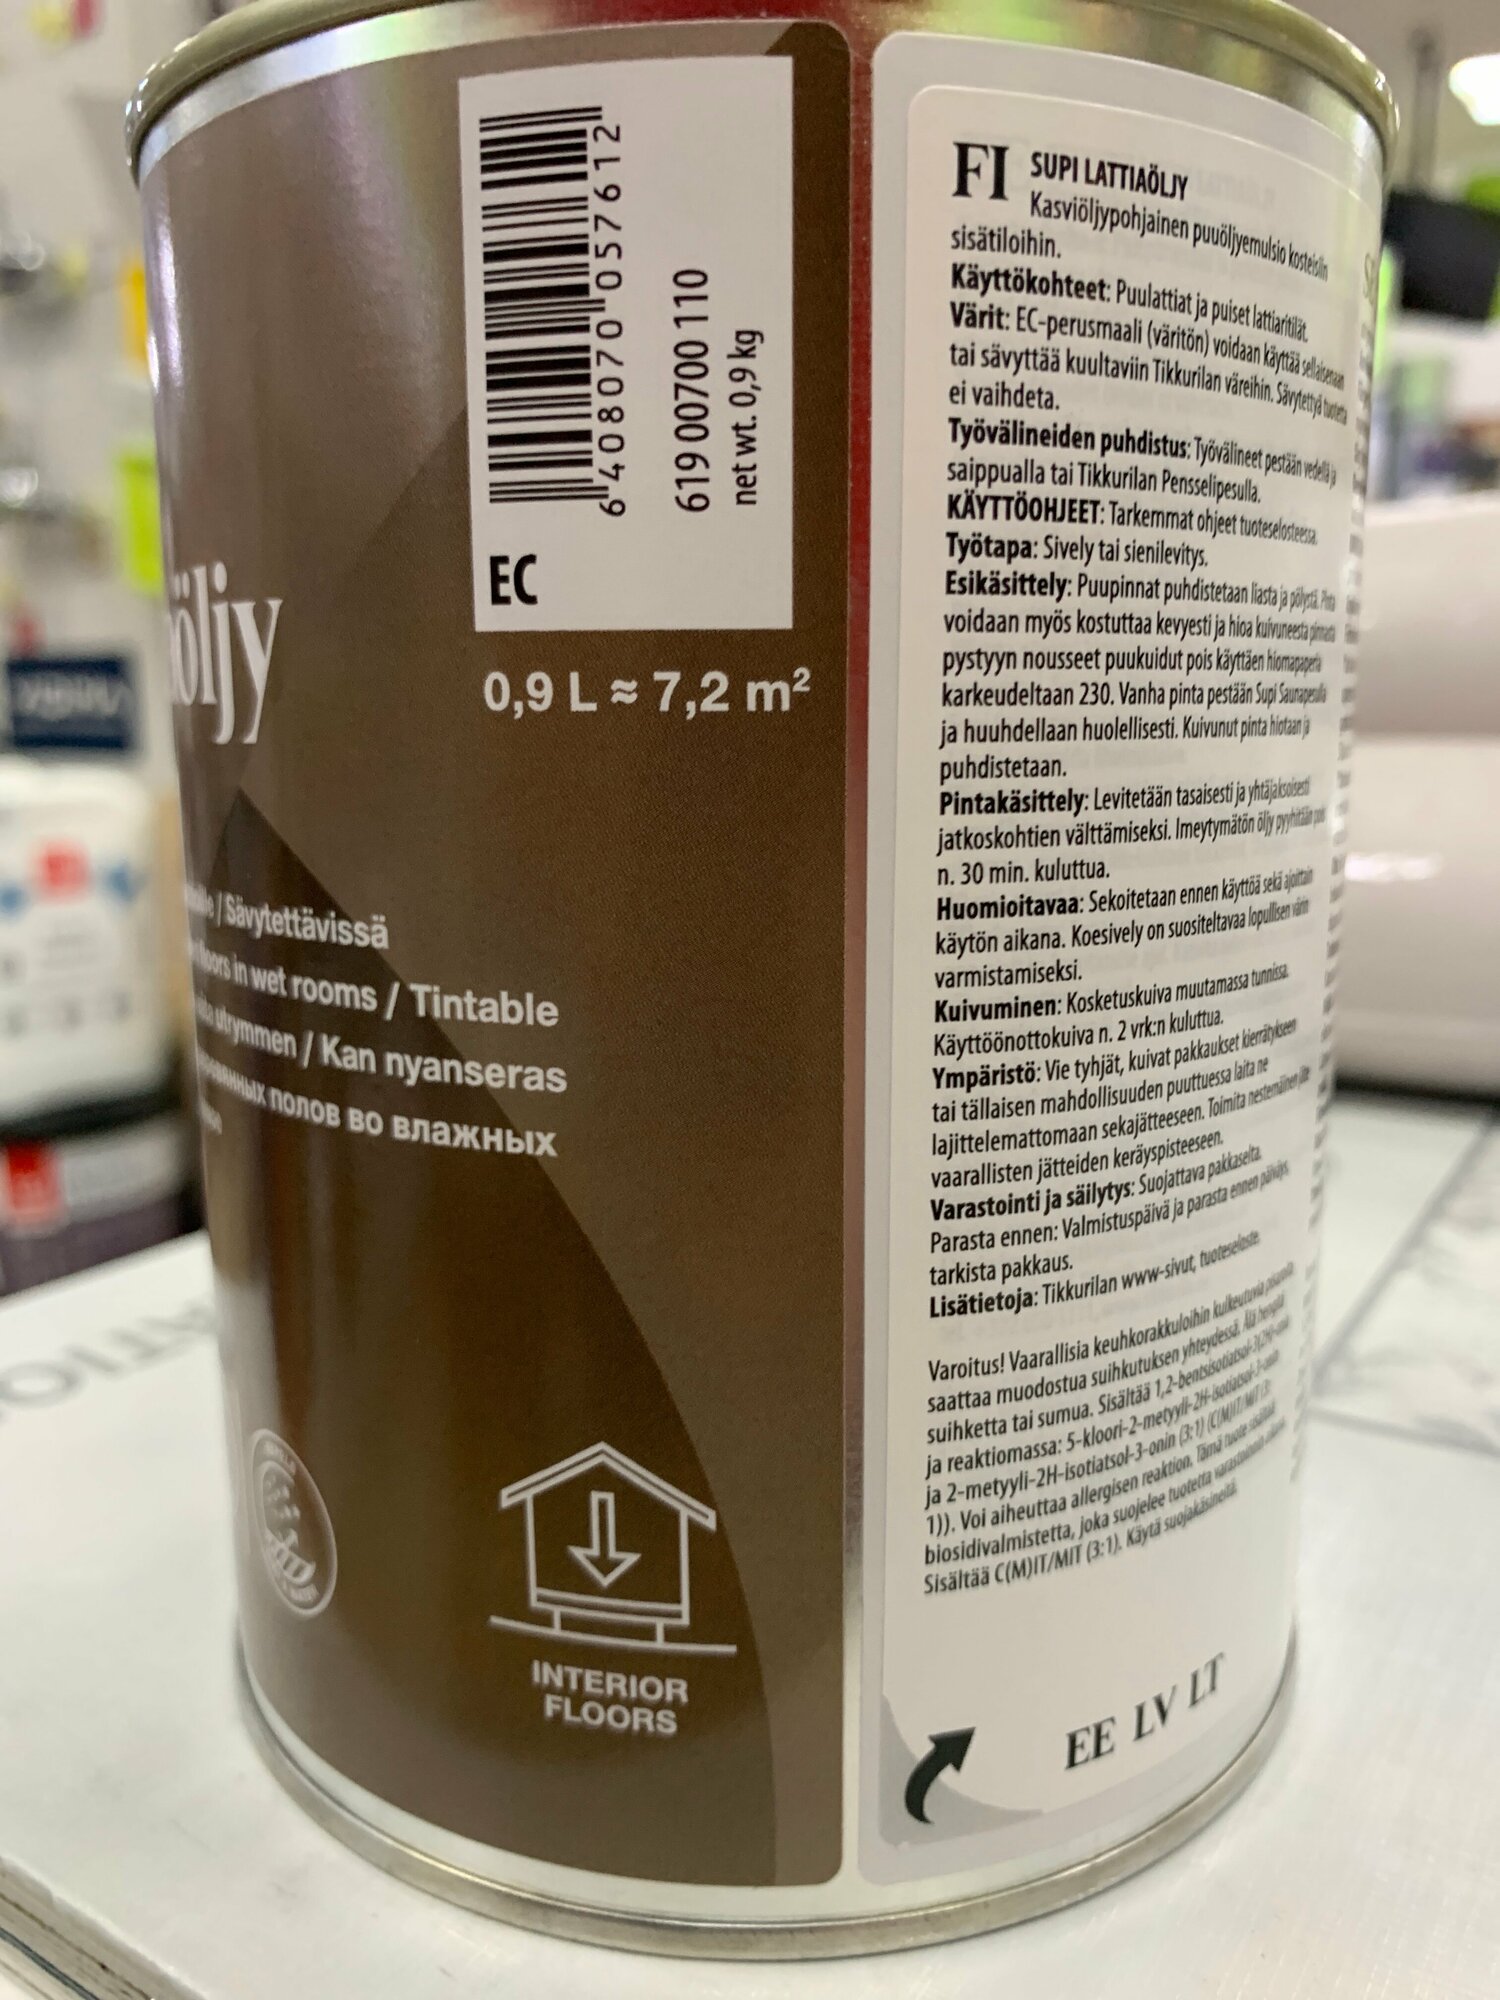 6 408070 057612
619 00700 110
net wt. 0,9 kg
EC
öljy
0,9 L ≈ 7,2 m²
/ Sävytettävissä
floors in wet rooms / Tintable
utrymmen / Kan nyanseras
полов во влажных
INTERIOR
FLOORS
FI SUPI LATTIAÖLJY
Kasviöljypohjainen puuöljyemulsio kosteisiin
sisätiloihin.
Käyttökohteet: Puulattiat ja puiset lattiaritilät.
Värit: EC-perusmaali (väritön) voidaan käyttää sellaisenaan
tai sävyttää kuultaviin Tikkurilan väreihin. Sävytettyä tuotetta
ei vaihdeta.
Työvälineiden puhdistus: Työvälineet pestään vedellä ja
saippualla tai Tikkurilan Pensselipesulla.
KÄYTTÖOHJEET: Tarkemmat ohjeet tuoteselosteessa.
Työtapa: Sively tai sienilevitys.
Esikäsittely: Puupinnat puhdistetaan liasta ja pölystä. Pinta
voidaan myös kostuttaa kevyesti ja hioa kuivuneesta pinnasta
pystyyn nousseet puukuidut pois käyttäen hiomapaperia
karkeudeltaan 230. Vanha pinta pestään Supi Saunapesulla
ja huuhdellaan huolellisesti. Kuivunut pinta hiotaan ja
puhdistetaan.
Pintakäsittely: Levitetään tasaisesti ja yhtäjaksoisesti
jatkoskohtien välttämiseksi. Imeytymätön öljy pyyhitään pois
n. 30 min. kuluttua.
Huomioitavaa: Sekoitetaan ennen käyttöä sekä ajoittain
käytön aikana. Koesively on suositeltavaa lopullisen värin
varmistamiseksi.
Kuivuminen: Kosketuskuiva muutamassa tunnissa.
Käyttöönottokuiva n. 2 vrk:n kuluttua.
Ympäristö: Vie tyhjät, kuivat pakkaukset kierrätykseen
tai tällaisen mahdollisuuden puuttuessa laita ne
lajittelemattomaan sekajätteeseen. Toimita nestemäinen jäte
vaarallisten jätteiden keräyspisteeseen.
Varastointi ja säilytys: Suojattava pakkaselta.
Parasta ennen: Valmistuspäivä ja parasta ennen päiväys,
tarkista pakkaus.
Lisätietoja: Tikkurilan www-sivut, tuoteseloste.
Varoitus! Vaarallisia keuhkorakkuloihin kulkeutuvia pisaroita
saattaa muodostua suihkutuksen yhteydessä. Älä hengitä
suihketta tai sumua. Sisältää 1,2-bentsisotiatsol-3(2H)-onia
ja reaktiomassa: 5-kloori-2-metyyli-2H-isotiatsol-3-onin
ja 2-metyyli-2H-isotiatsol-3-onin (3:1) (C(M)IT/MIT (3:
1)). Voi aiheuttaa allergisen reaktion. Tämä tuote sisältää
biosidivalmistetta, joka suojelee tuotetta varastoinnin
Sisältää C(M)IT/MIT (3:1). Käytä suojakäsineitä.
EE LV LT